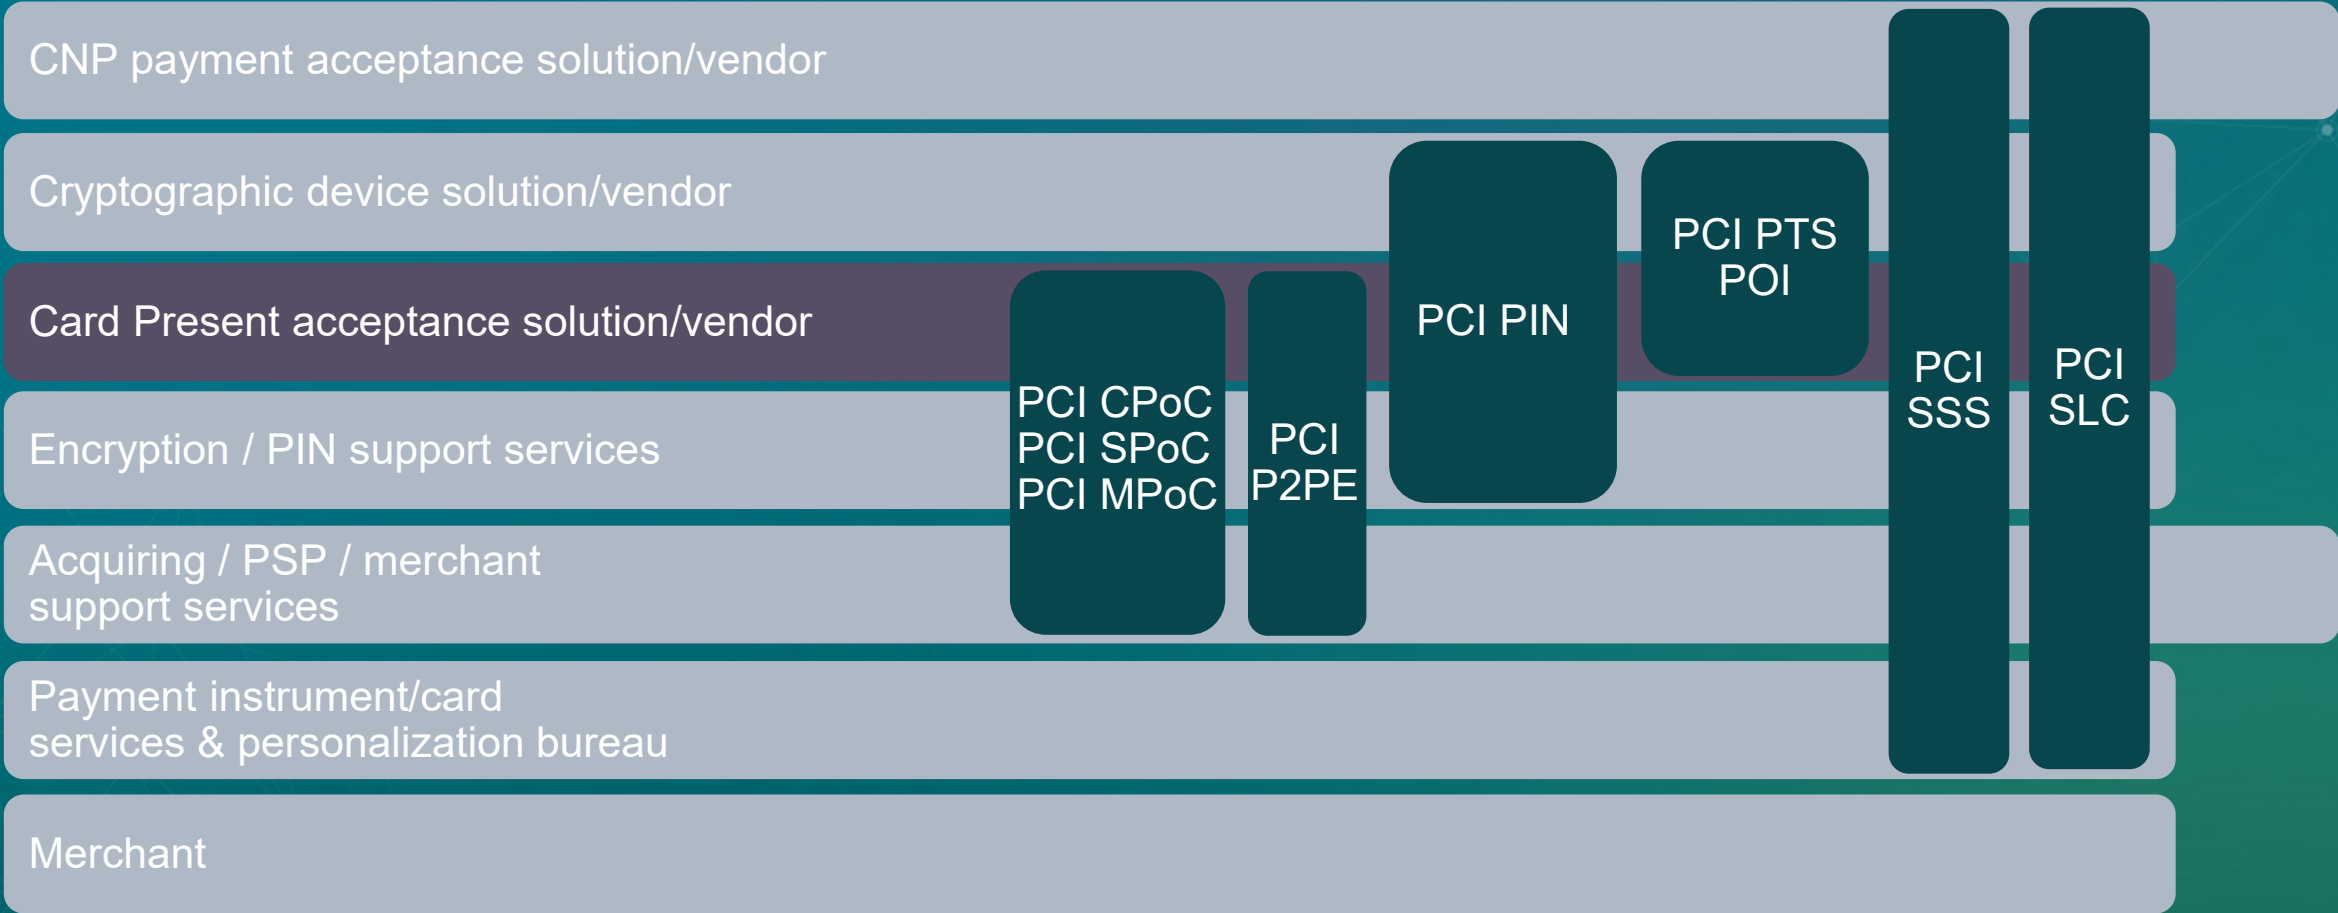 CNP payment acceptance solution/vendor
Cryptographic device solution/vendor
Card Present acceptance solution/vendor
Encryption / PIN support services
Acquiring / PSP / merchant
support services
Payment instrument/card
services & personalization bureau
Merchant
PCI CPoC
PCI SPoC
PCI MPoC
PCI
P2PE
PCI PIN
PCI PTS
POI
PCI
SSS
PCI
SLC